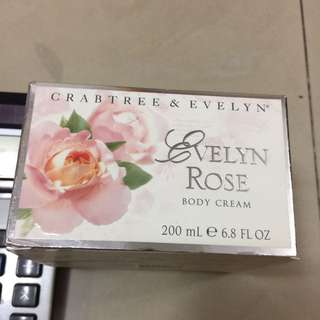 CRABTREE & EVELYN®
EVELYN
ROSE
BODY CREAM
200 mL ℮ 6.8 FL OZ